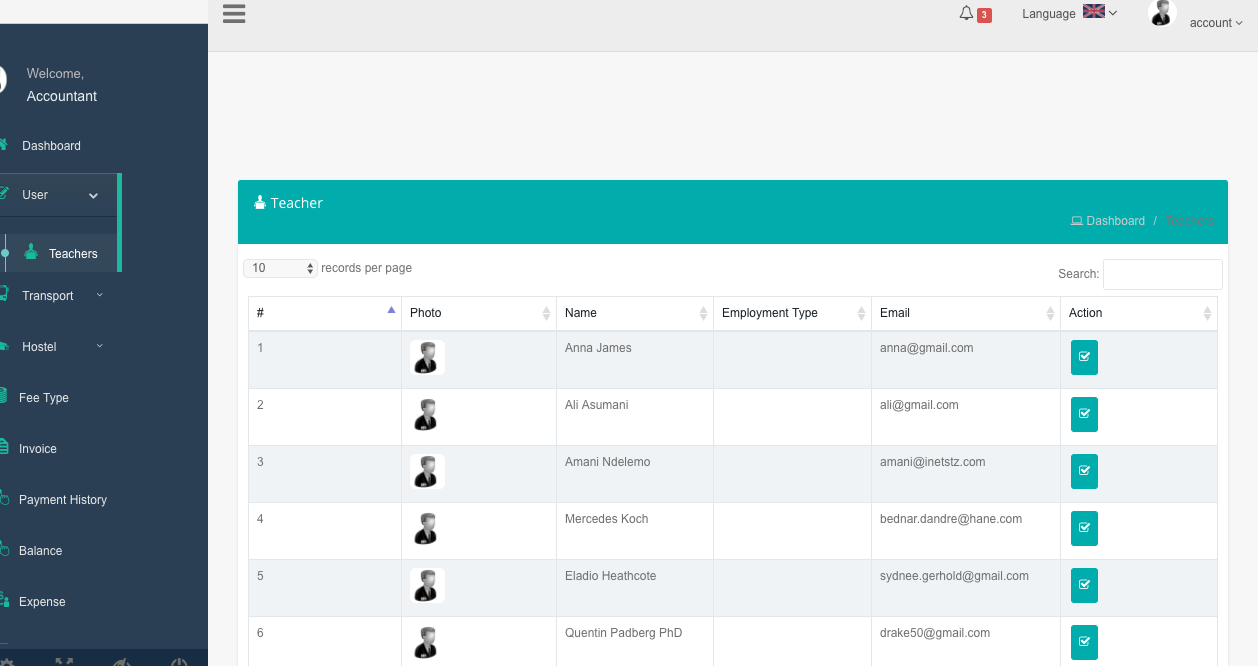 3
Language
account
Welcome,
Accountant
Dashboard
User
Teachers
Transport
Hostel
Fee Type
Invoice
Payment History
Balance
Expense
Teacher
Dashboard / Teachers
10 records per page
Search:
# Photo Name Employment Type Email Action
1 Anna James anna@gmail.com
2 Ali Asumani ali@gmail.com
3 Amani Ndelemo amani@inetstz.com
4 Mercedes Koch bednar.dandre@hane.com
5 Eladio Heathcote sydnee.gerhold@gmail.com
6 Quentin Padberg PhD drake50@gmail.com